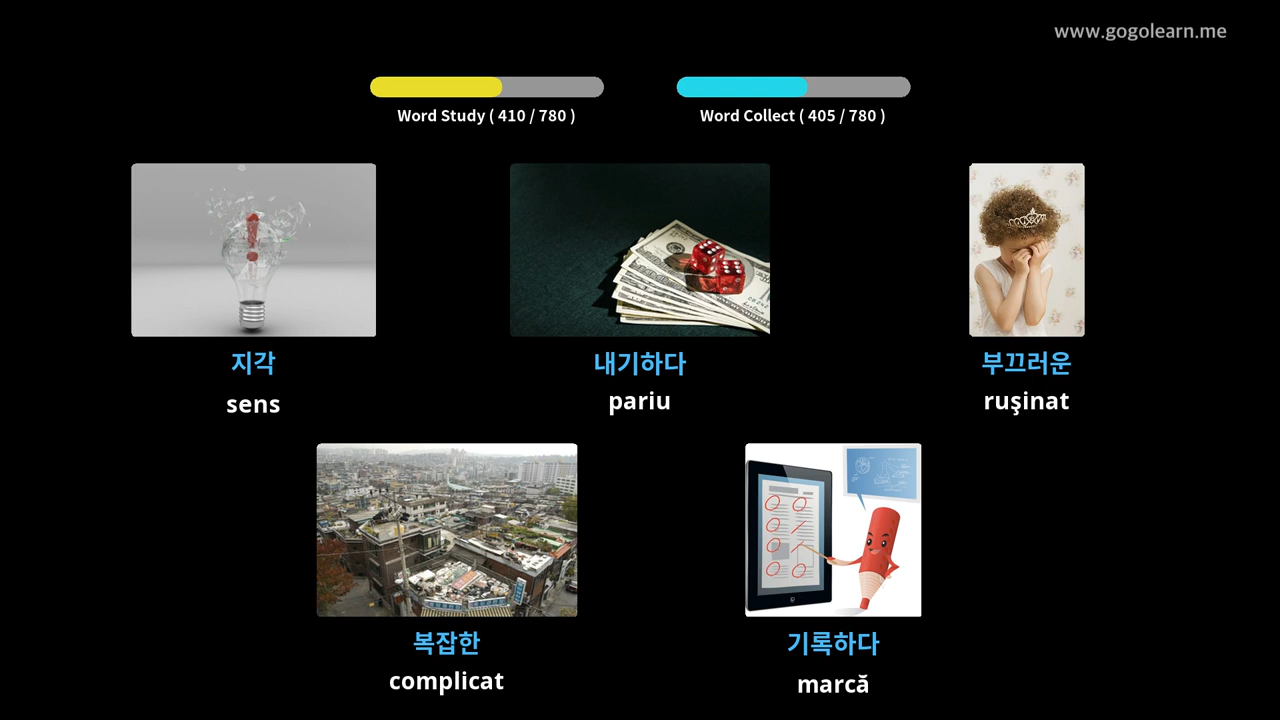 www.gogolearn.me
Word Study ( 410 / 780 )
Word Collect ( 405 / 780 )
지각
sens
내기하다
pariu
부끄러운
ruşinat
복잡한
complicat
기록하다
marcă